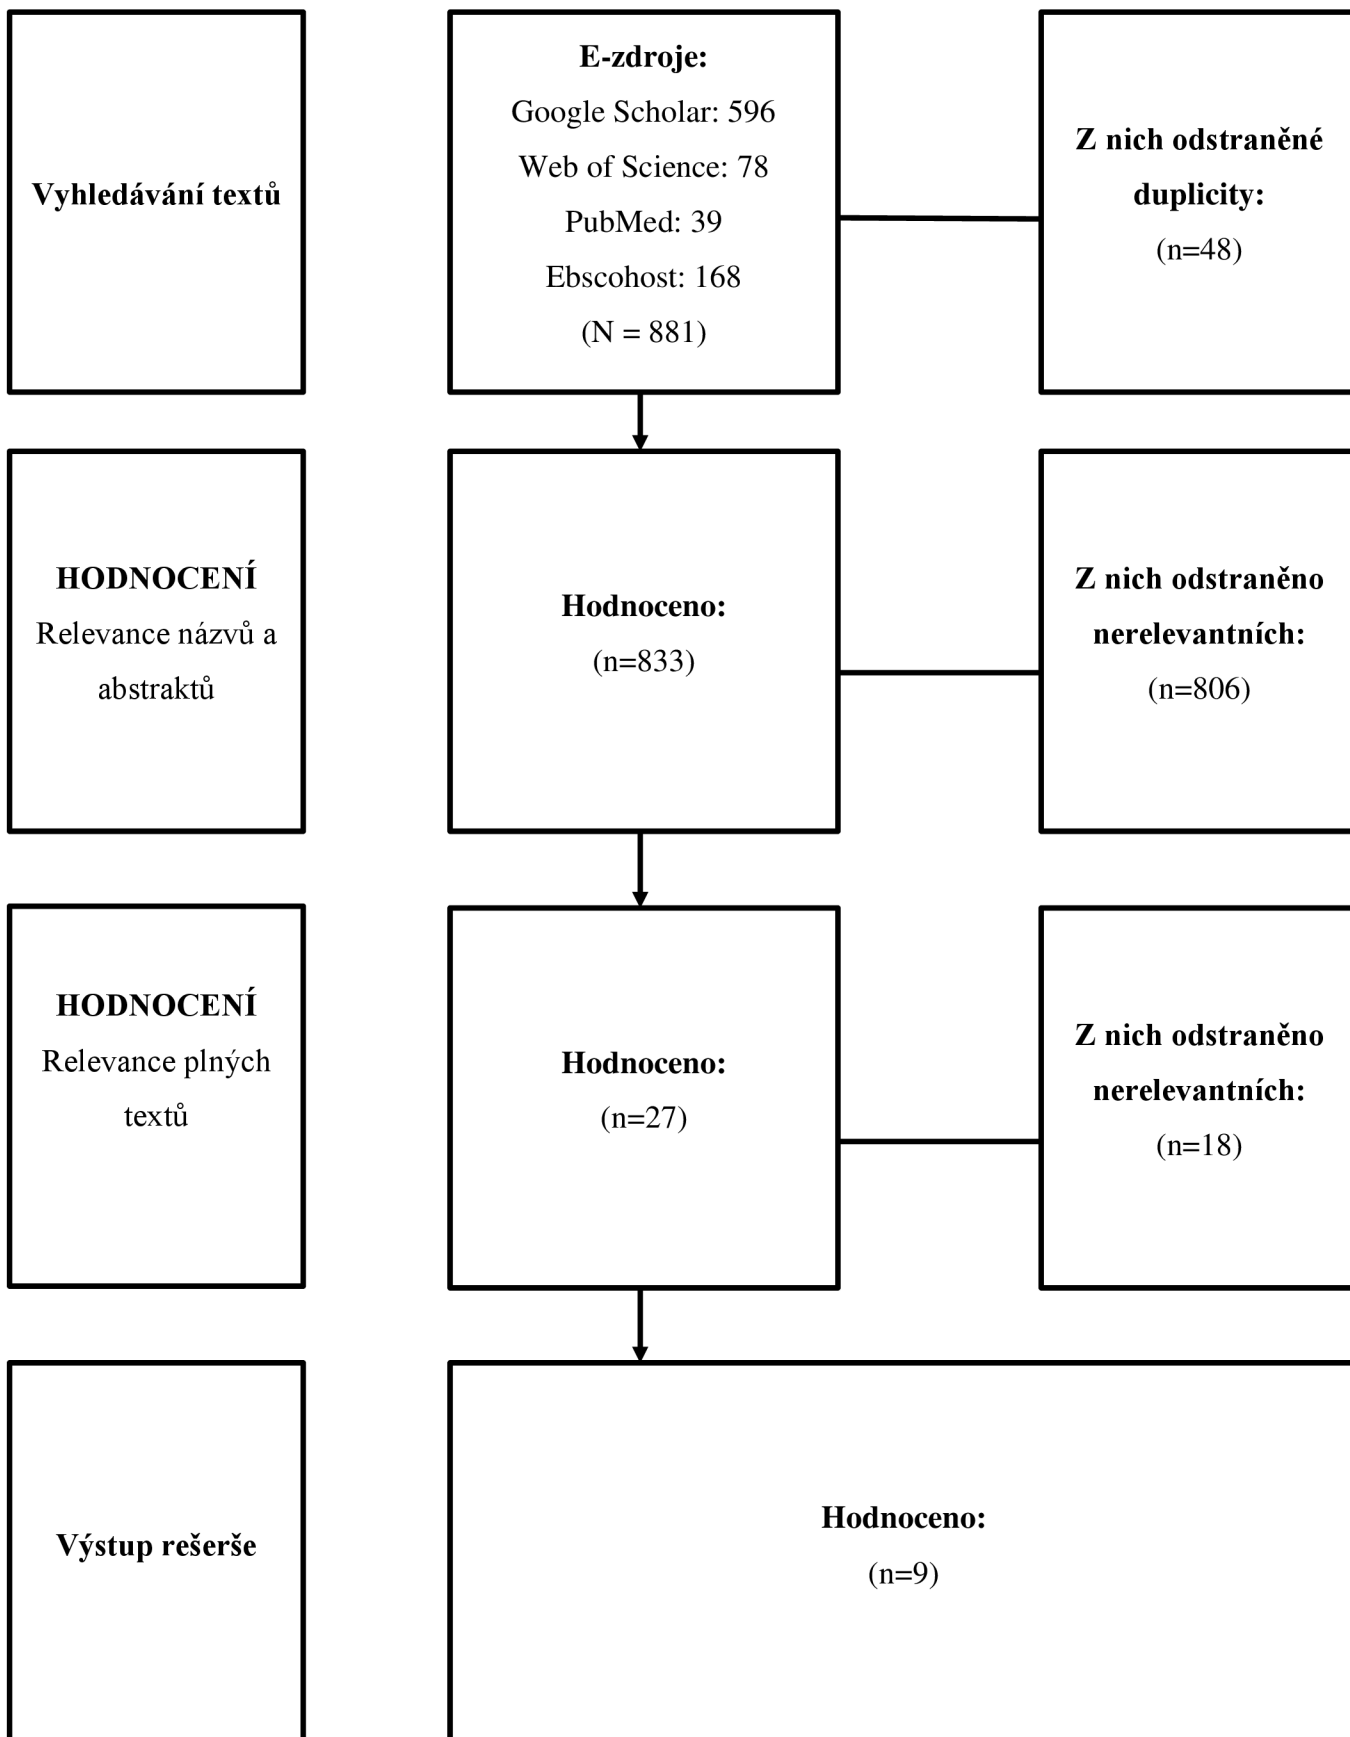 Vyhledávání textů
E-zdroje:
Google Scholar: 596
Web of Science: 78
PubMed: 39
Ebscohost: 168
(N = 881)
Z nich odstraněné
duplicity:
(n=48)
HODNOCENÍ
Relevance názvů a
abstraktů
Hodnoceno:
(n=833)
Z nich odstraněno
nerelevantních:
(n=806)
HODNOCENÍ
Relevance plných
textů
Hodnoceno:
(n=27)
Z nich odstraněno
nerelevantních:
(n=18)
Výstup rešerše
Hodnoceno:
(n=9)